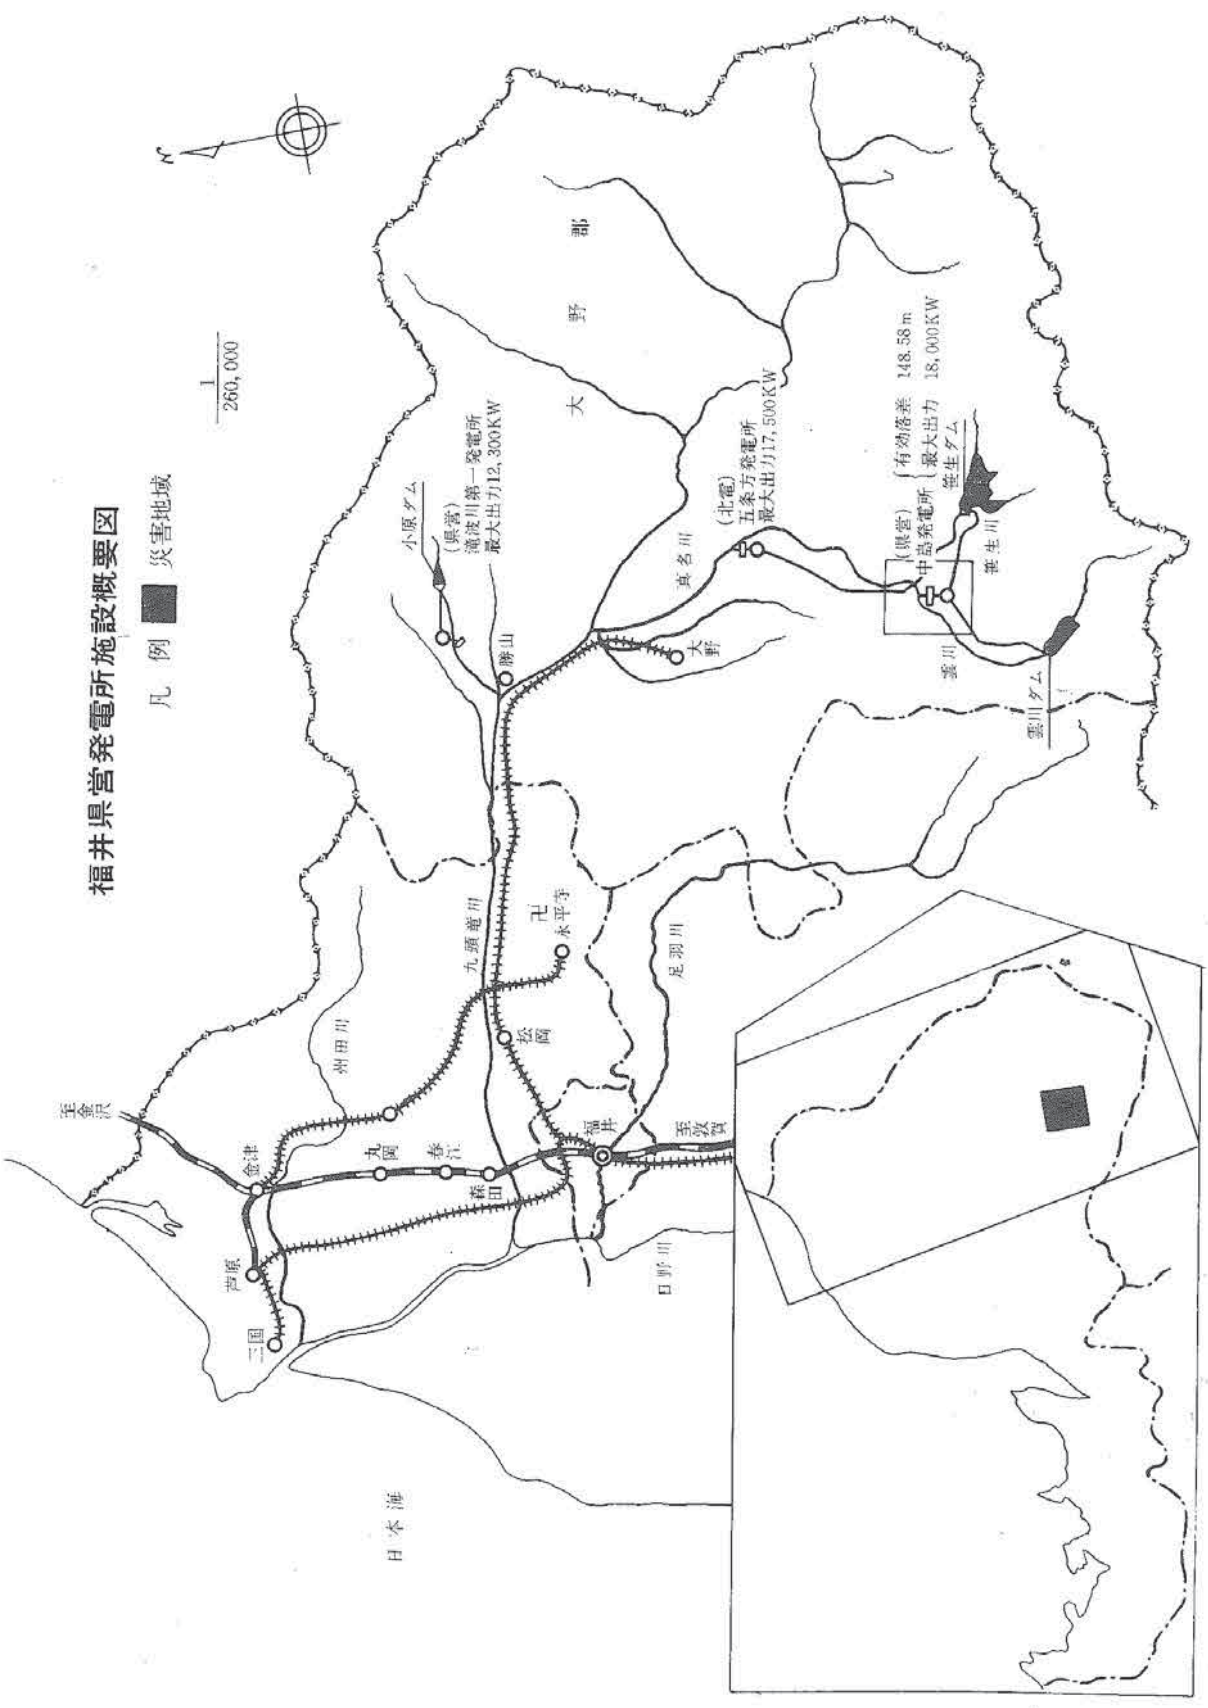 福井県営発電所施設概要図
凡例
災害地域
1
260,000
N
小原ダム
(県営)
滝波川第一発電所
最大出力12,300KW
大野郡
(北電)
五条方発電所
最大出力17,500KW
(県営)
中島発電所
有効落差 148.58m
最大出力 18,000KW
笹生ダム
笹生川
真名川
雲川
雲川ダム
勝山
大野
九頭竜川
卍
永平寺
足羽川
松岡
福井
至敦賀
至金沢
金津
丸岡
春江
森田
芦原
三国
日野川
日本海